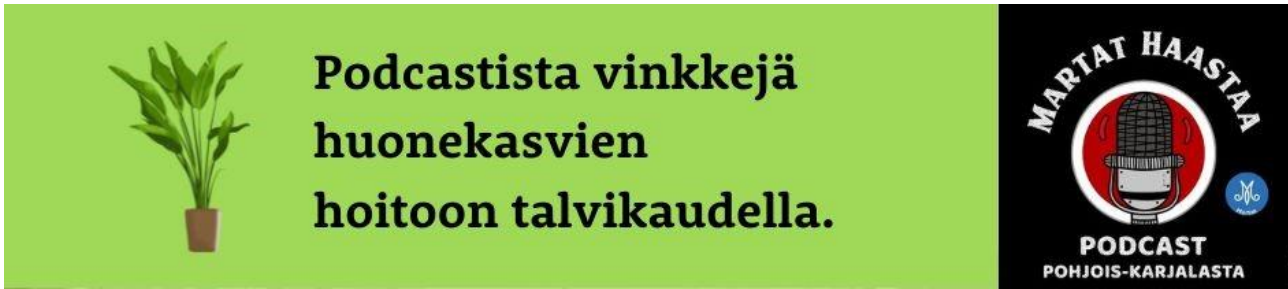 Podcastista vinkkejä
huonekasvien
hoitoon talvikaudella.
MARTAT HAASTAA
PODCAST
POHJOIS-KARJALASTA